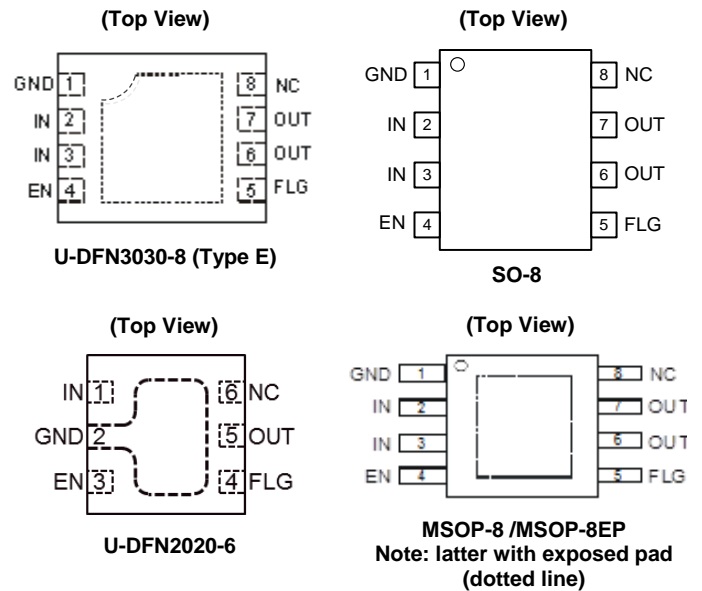 (Top View)
GND 1 8 NC
IN 2 7 OUT
IN 3 6 OUT
EN 4 5 FLG
U-DFN3030-8 (Type E)
(Top View)
GND 1 8 NC
IN 2 7 OUT
IN 3 6 OUT
EN 4 5 FLG
SO-8
(Top View)
IN 1 6 NC
GND 2 5 OUT
EN 3 4 FLG
U-DFN2020-6
(Top View)
GND 1 8 NC
IN 2 7 OUT
IN 3 6 OUT
EN 4 5 FLG
MSOP-8 /MSOP-8EP
Note: latter with exposed pad
(dotted line)